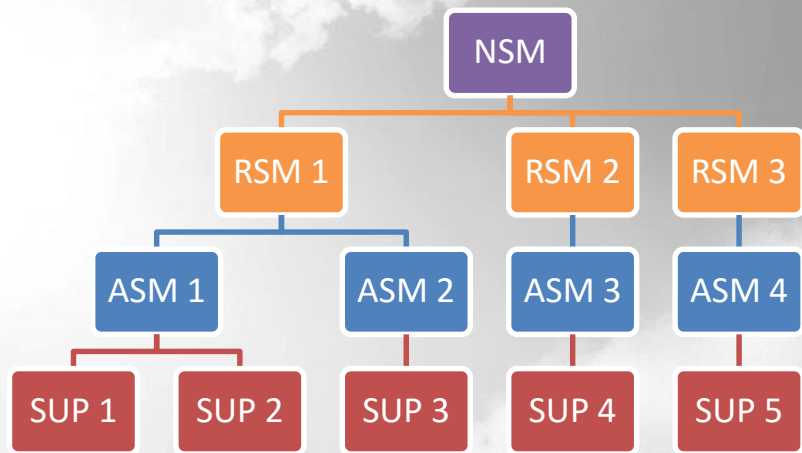 NSM
RSM 1
RSM 2
RSM 3
ASM 1
ASM 2
ASM 3
ASM 4
SUP 1
SUP 2
SUP 3
SUP 4
SUP 5